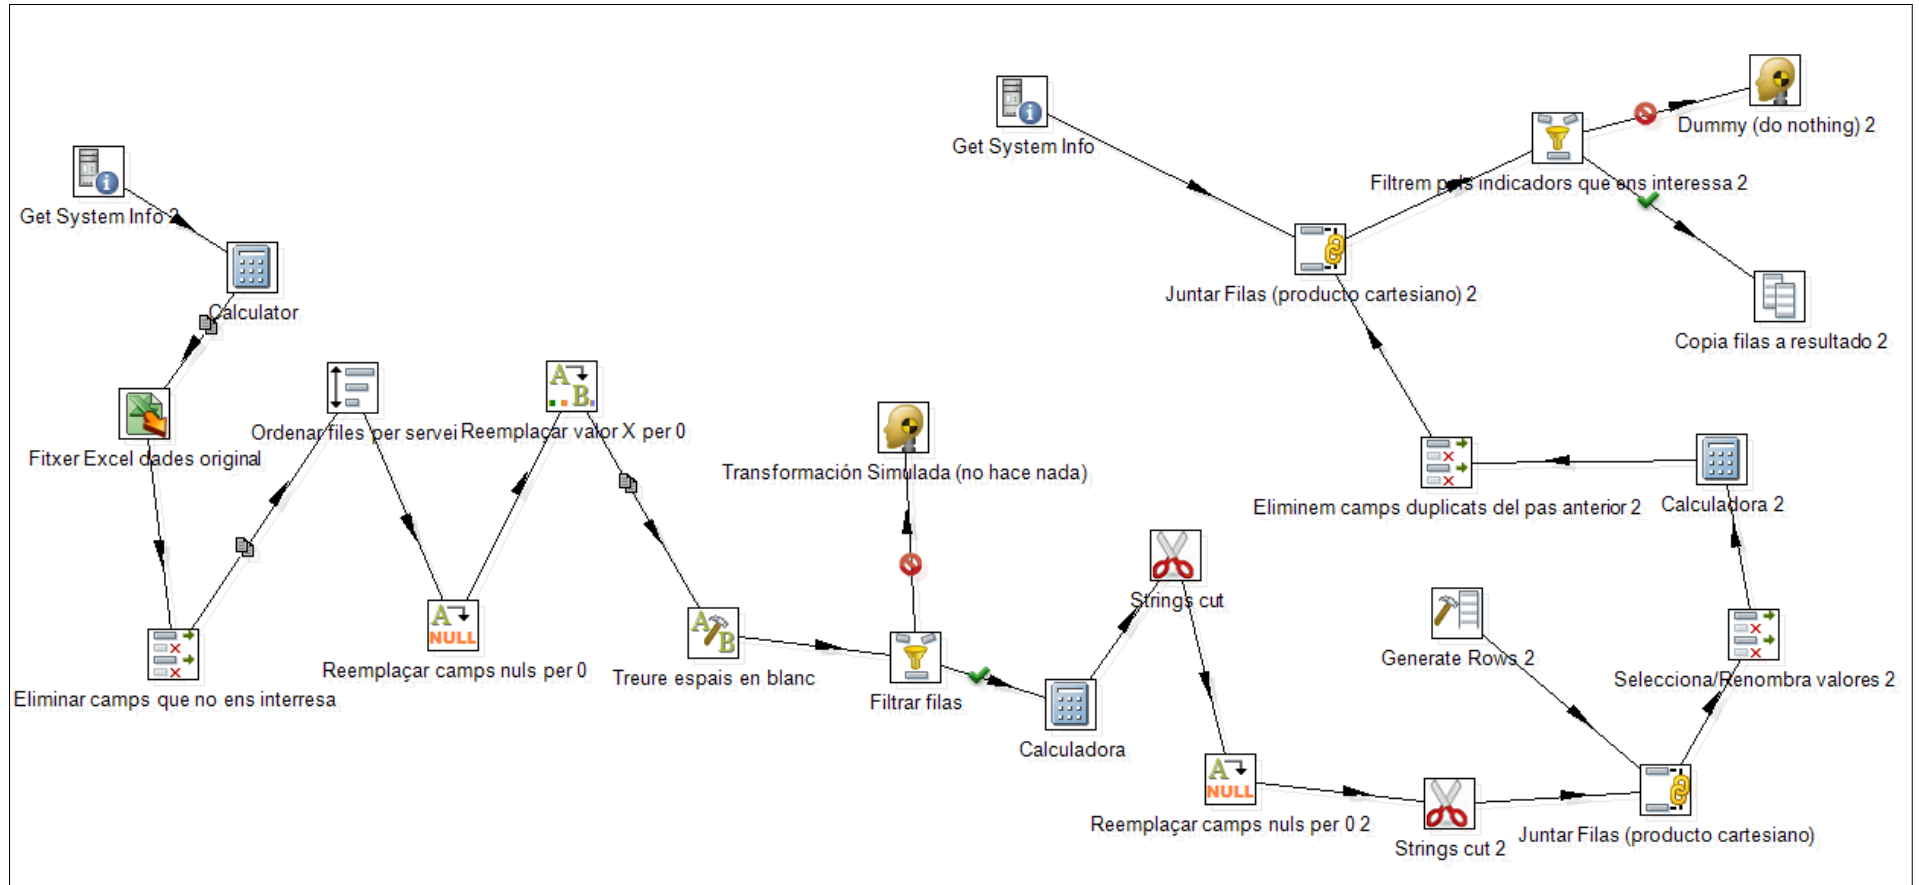 Get System Info
Dummy (do nothing) 2
Filtrem pels indicadors que ens interessa 2
Get System Info 2
Calculator
Juntar Filas (producto cartesiano) 2
Copia filas a resultado 2
Ordenar files per servei
Reemplaçar valor X per 0
Fitxer Excel dades original
Transformación Simulada (no hace nada)
Eliminem camps duplicats del pas anterior 2
Calculadora 2
Strings cut
Generate Rows 2
Reemplaçar camps nuls per 0
Treure espais en blanc
Selecciona/Renombra valores 2
Eliminar camps que no ens interresa
Filtrar filas
Calculadora
Reemplaçar camps nuls per 0 2
Juntar Filas (producto cartesiano)
Strings cut 2
A
B
A
NULL
A
B
A
NULL